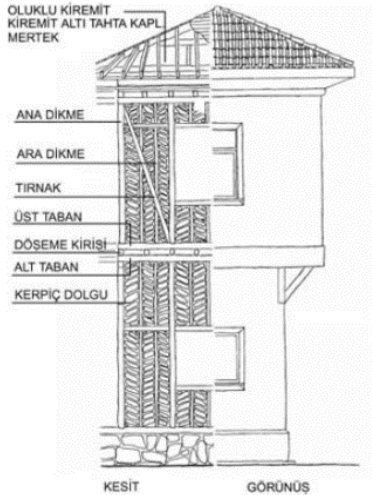 OLUKLU KİREMİT
KİREMİT ALTI TAHTA KAPL.
MERTEK
ANA DİKME
ARA DİKME
TIRNAK
ÜST TABAN
DÖŞEME KİRİŞİ
ALT TABAN
KERPİÇ DOLGU
KESİT
GÖRÜNÜŞ